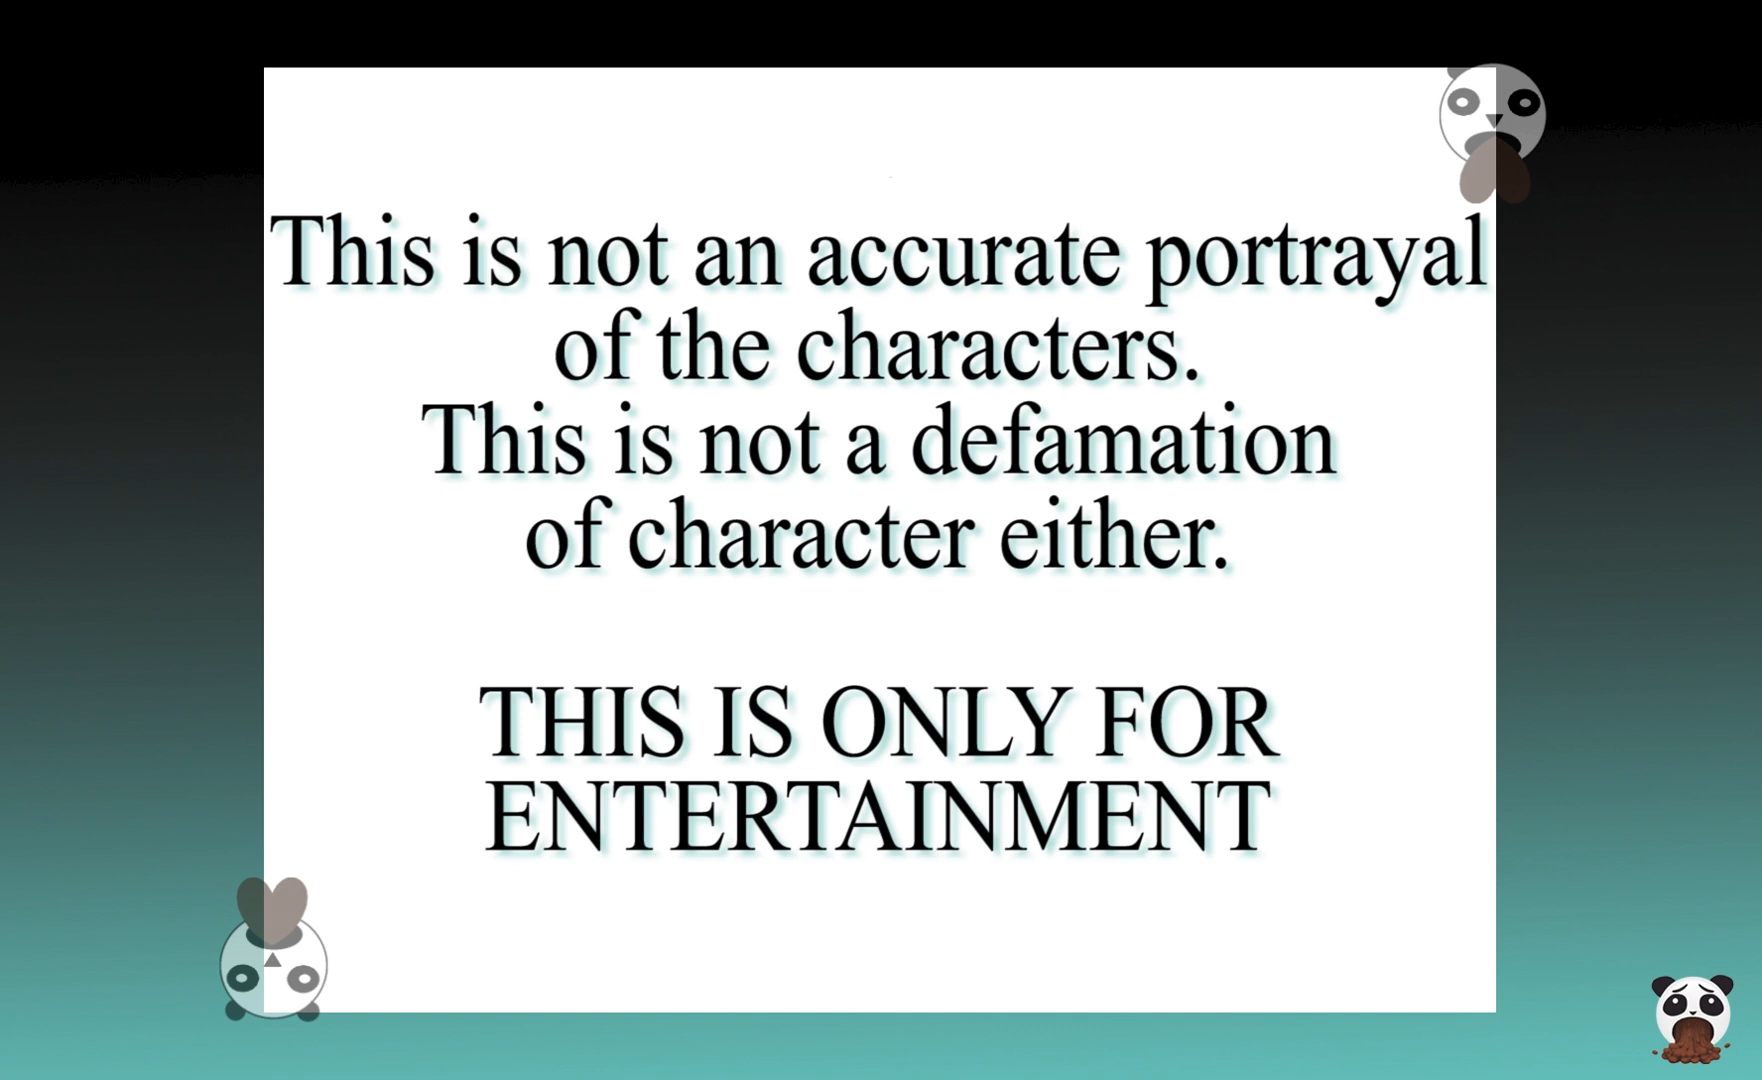 This is not an accurate portrayal
of the characters.
This is not a defamation
of character either.
THIS IS ONLY FOR
ENTERTAINMENT